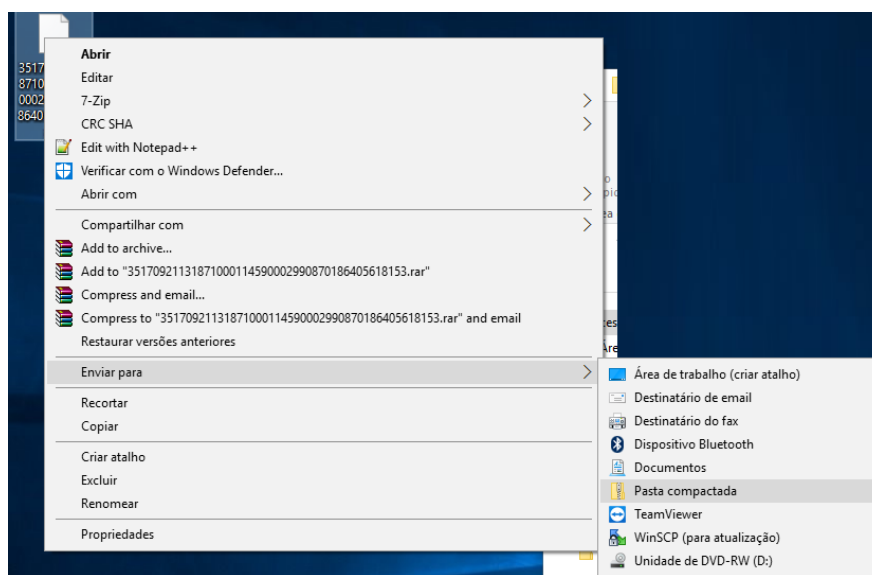 3517
8710
0002
8640
Abrir
Editar
7-Zip
CRC SHA
Edit with Notepad++
Verificar com o Windows Defender...
Abrir com
Compartilhar com
Add to archive...
Add to "35170921131871000114590002990870186405618153.rar"
Compress and email...
Compress to "35170921131871000114590002990870186405618153.rar" and email
Restaurar versões anteriores
Enviar para
Recortar
Copiar
Criar atalho
Excluir
Renomear
Propriedades
Área de trabalho (criar atalho)
Destinatário de email
Destinatário do fax
Dispositivo Bluetooth
Documentos
Pasta compactada
TeamViewer
WinSCP (para atualização)
Unidade de DVD-RW (D:)